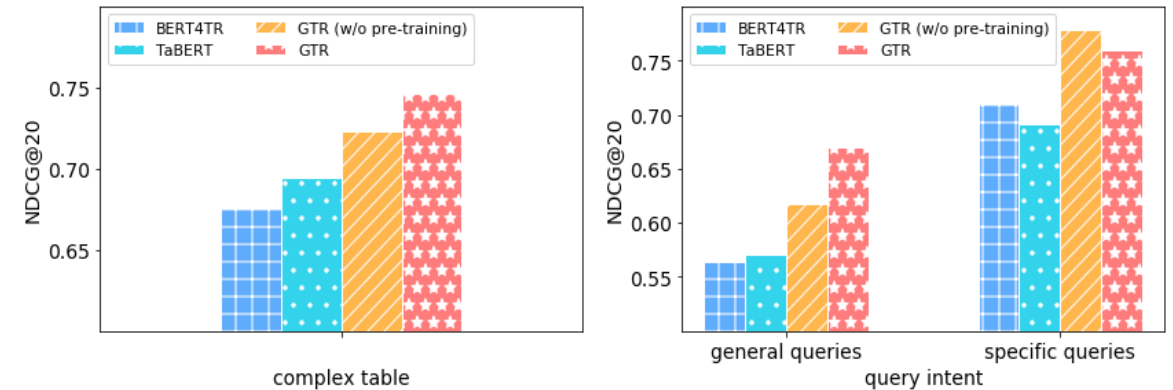 BERT4TR
TaBERT
GTR (w/o pre-training)
GTR
NDCG@20
0.75
0.70
0.65
complex table
BERT4TR
TaBERT
GTR (w/o pre-training)
GTR
NDCG@20
0.75
0.70
0.65
0.60
0.55
general queries
specific queries
query intent